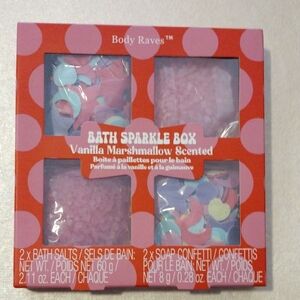 Body Raves™
BATH SPARKLE BOX
Vanilla Marshmallow Scented
Boîte à paillettes pour le bain
Parfumé à la vanille et à la guimauve
2 x BATH SALTS / SELS DE BAIN:
NET WT. / POIDS NET 60 g /
2.11 oz. EACH / CHAQUE
2 x SOAP CONFETTI / CONFETTIS
POUR LE BAIN: NET WT. / POIDS
NET 8 g / 0.28 oz. EACH / CHAQUE